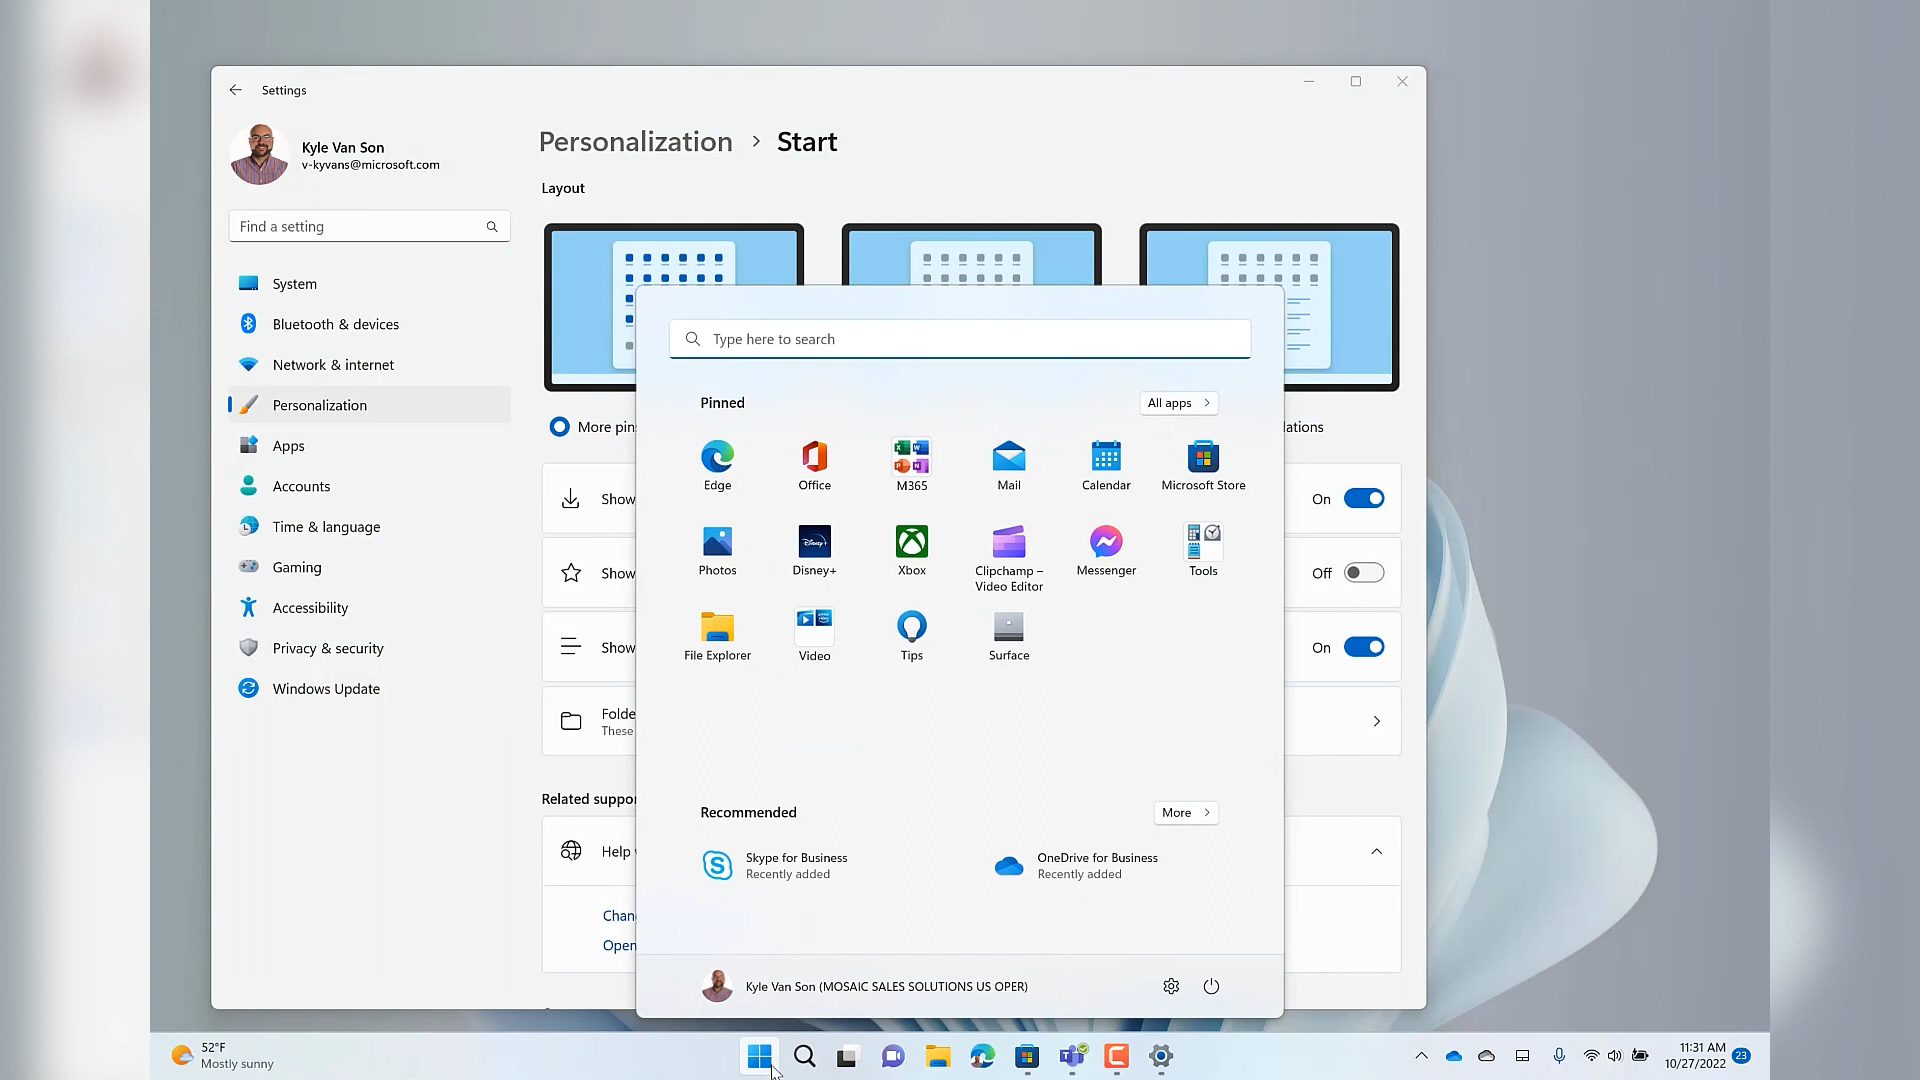 Settings
Kyle Van Son
v-kyvans@microsoft.com
Find a setting
System
Bluetooth & devices
Network & internet
Personalization
Apps
Accounts
Time & language
Gaming
Accessibility
Privacy & security
Windows Update
Personalization > Start
Layout
More pin
lations
Show
On
Show
Off
Show
On
Folde
These
Related suppo
Help
Chan
Open
Type here to search
Pinned
All apps >
Edge
Office
M365
Mail
Calendar
Microsoft Store
Photos
Disney+
Xbox
Clipchamp –
Video Editor
Messenger
Tools
File Explorer
Video
Tips
Surface
Recommended
More >
Skype for Business
Recently added
OneDrive for Business
Recently added
Kyle Van Son (MOSAIC SALES SOLUTIONS US OPER)
52°F
Mostly sunny
11:31 AM
10/27/2022
23